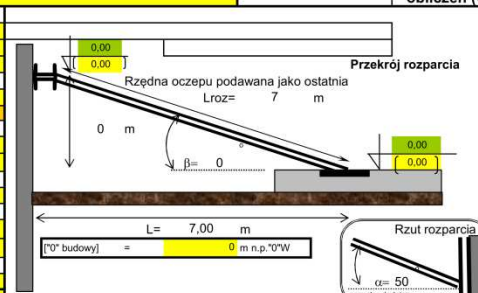 0,00
0,00
Przekrój rozparcia
Rzędna oczepu podawana jako ostatnia
Lroz= 7 m
0 m
0,00
0,00
β= 0
L= 7,00 m
["0" budowy] = 0 m n.p."0"W
Rzut rozparcia
α= 50